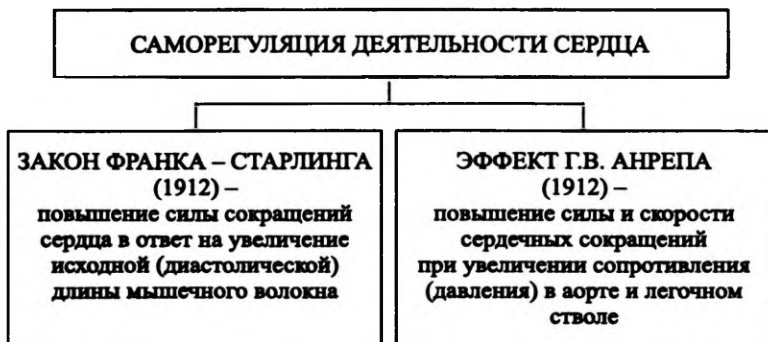 САМОРЕГУЛЯЦИЯ ДЕЯТЕЛЬНОСТИ СЕРДЦА
ЗАКОН ФРАНКА – СТАРЛИНГА
(1912) –
повышение силы сокращений
сердца в ответ на увеличение
исходной (диастолической)
длины мышечного волокна
ЭФФЕКТ Г.В. АНРЕПА
(1912) –
повышение силы и скорости
сердечных сокращений
при увеличении сопротивления
(давления) в аорте и легочном
стволе